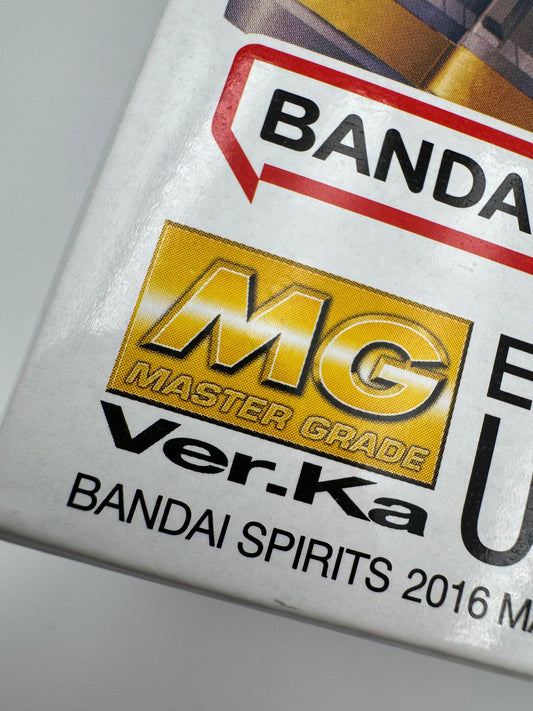 BANDA
MG
MASTER GRADE
Ver.Ka
E
U
BANDAI SPIRITS 2016 MA